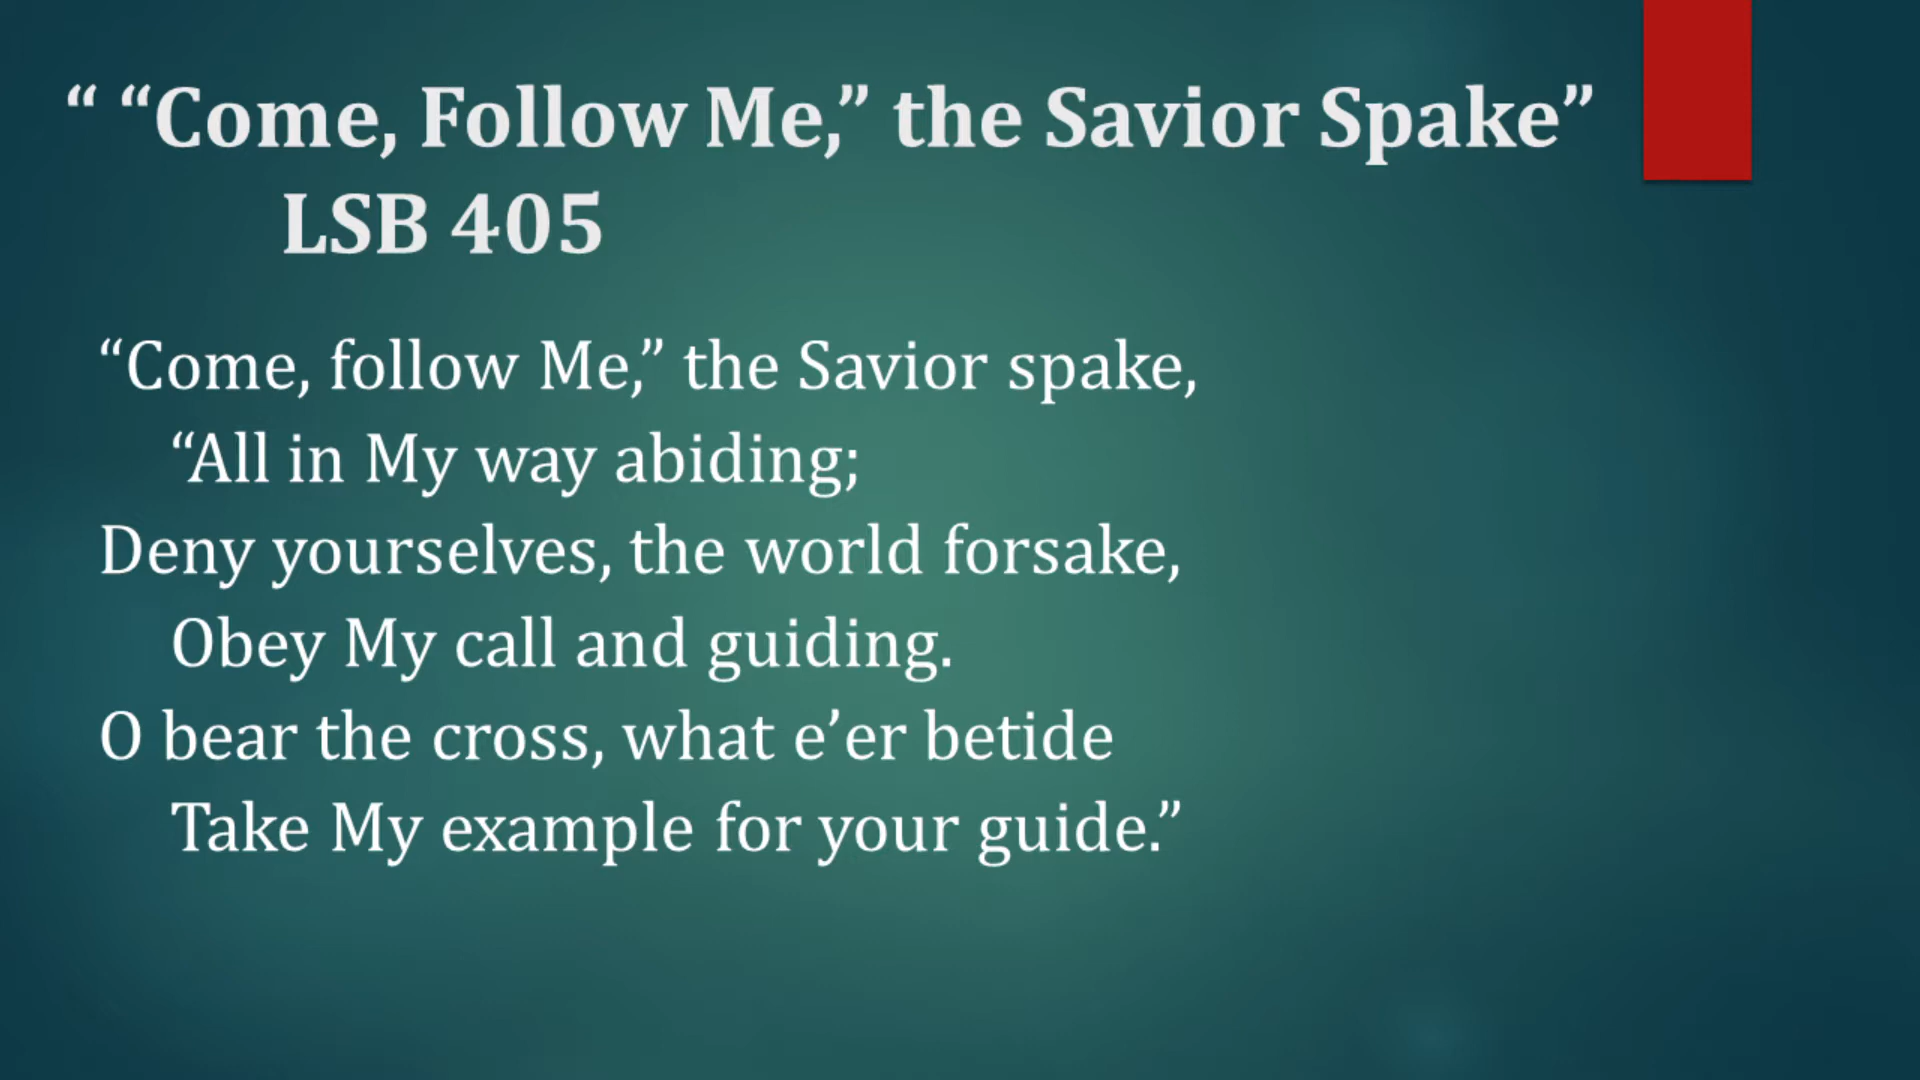 “ “Come, Follow Me,” the Savior Spake”
LSB 405
“Come, follow Me,” the Savior spake,
“All in My way abiding;
Deny yourselves, the world forsake,
Obey My call and guiding.
O bear the cross, what e’er betide
Take My example for your guide.”